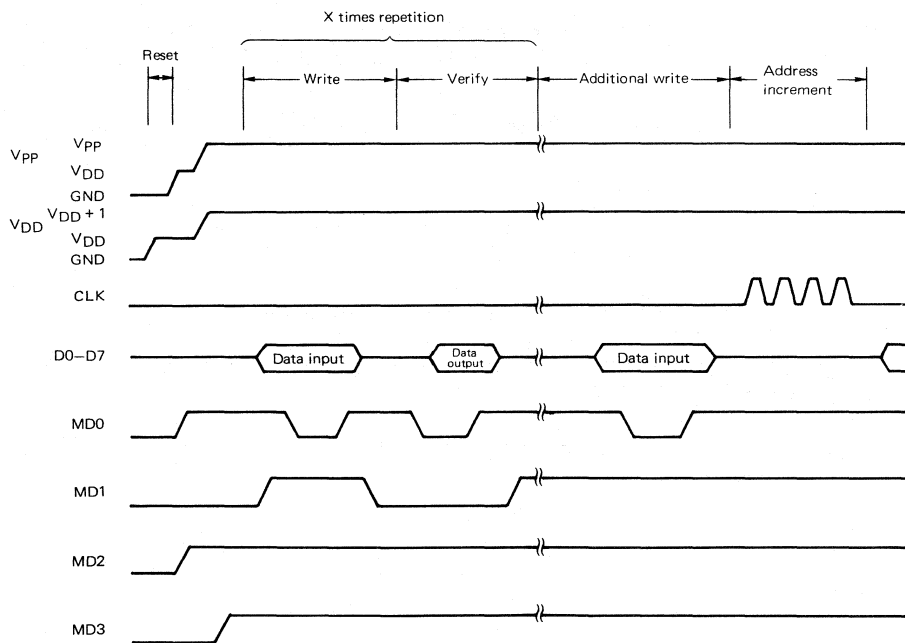 X times repetition
Reset
Write
Verify
Additional write
Address
increment
VPP
VPP
VDD
GND
VDD
VDD + 1
VDD
GND
CLK
D0–D7
Data input
Data
output
Data input
MD0
MD1
MD2
MD3